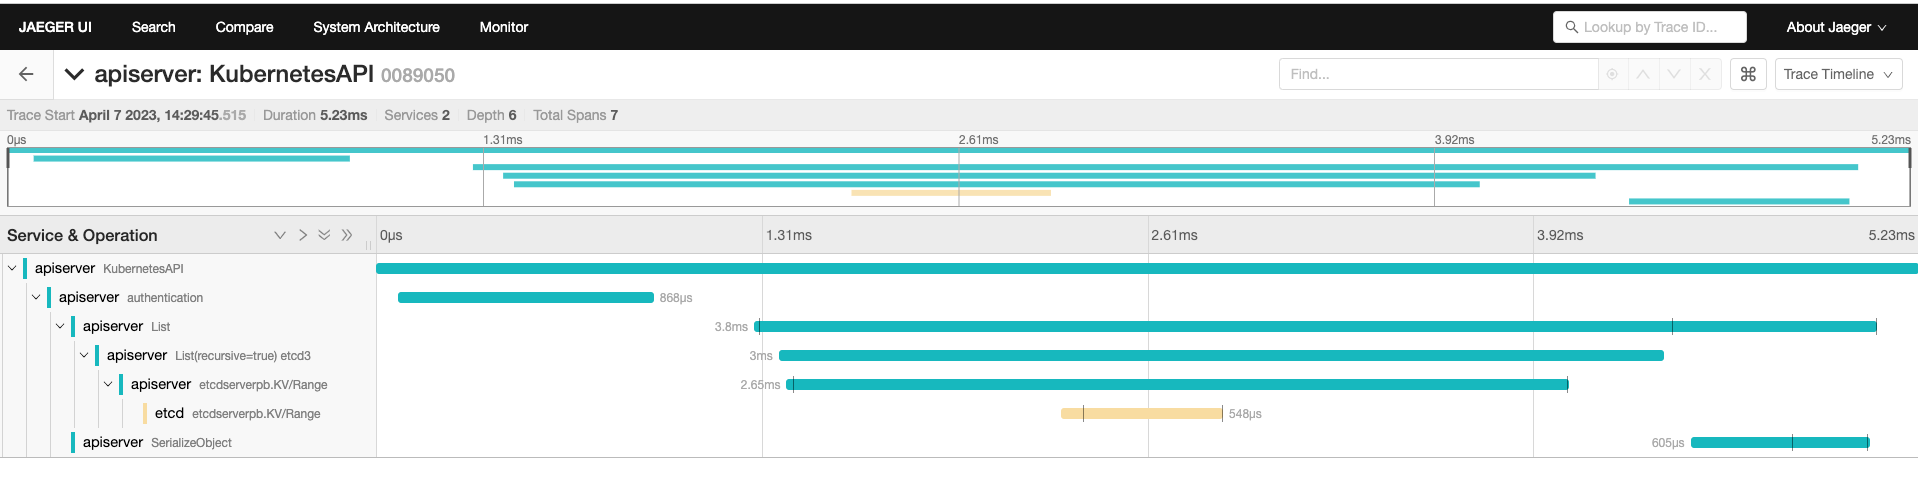 JAEGER UI Search Compare System Architecture Monitor Lookup by Trace ID... About Jaeger
apiserver: KubernetesAPI 0089050 Find... Trace Timeline
Trace Start April 7 2023, 14:29:45.515 Duration 5.23ms Services 2 Depth 6 Total Spans 7
0μs 1.31ms 2.61ms 3.92ms 5.23ms
Service & Operation 0μs 1.31ms 2.61ms 3.92ms 5.23ms
apiserver KubernetesAPI
apiserver authentication 868μs
apiserver List 3.8ms
apiserver List(recursive=true) etcd3 3ms
apiserver etcdserverpb.KV/Range 2.65ms
etcd etcdserverpb.KV/Range 548μs
apiserver SerializeObject 605μs